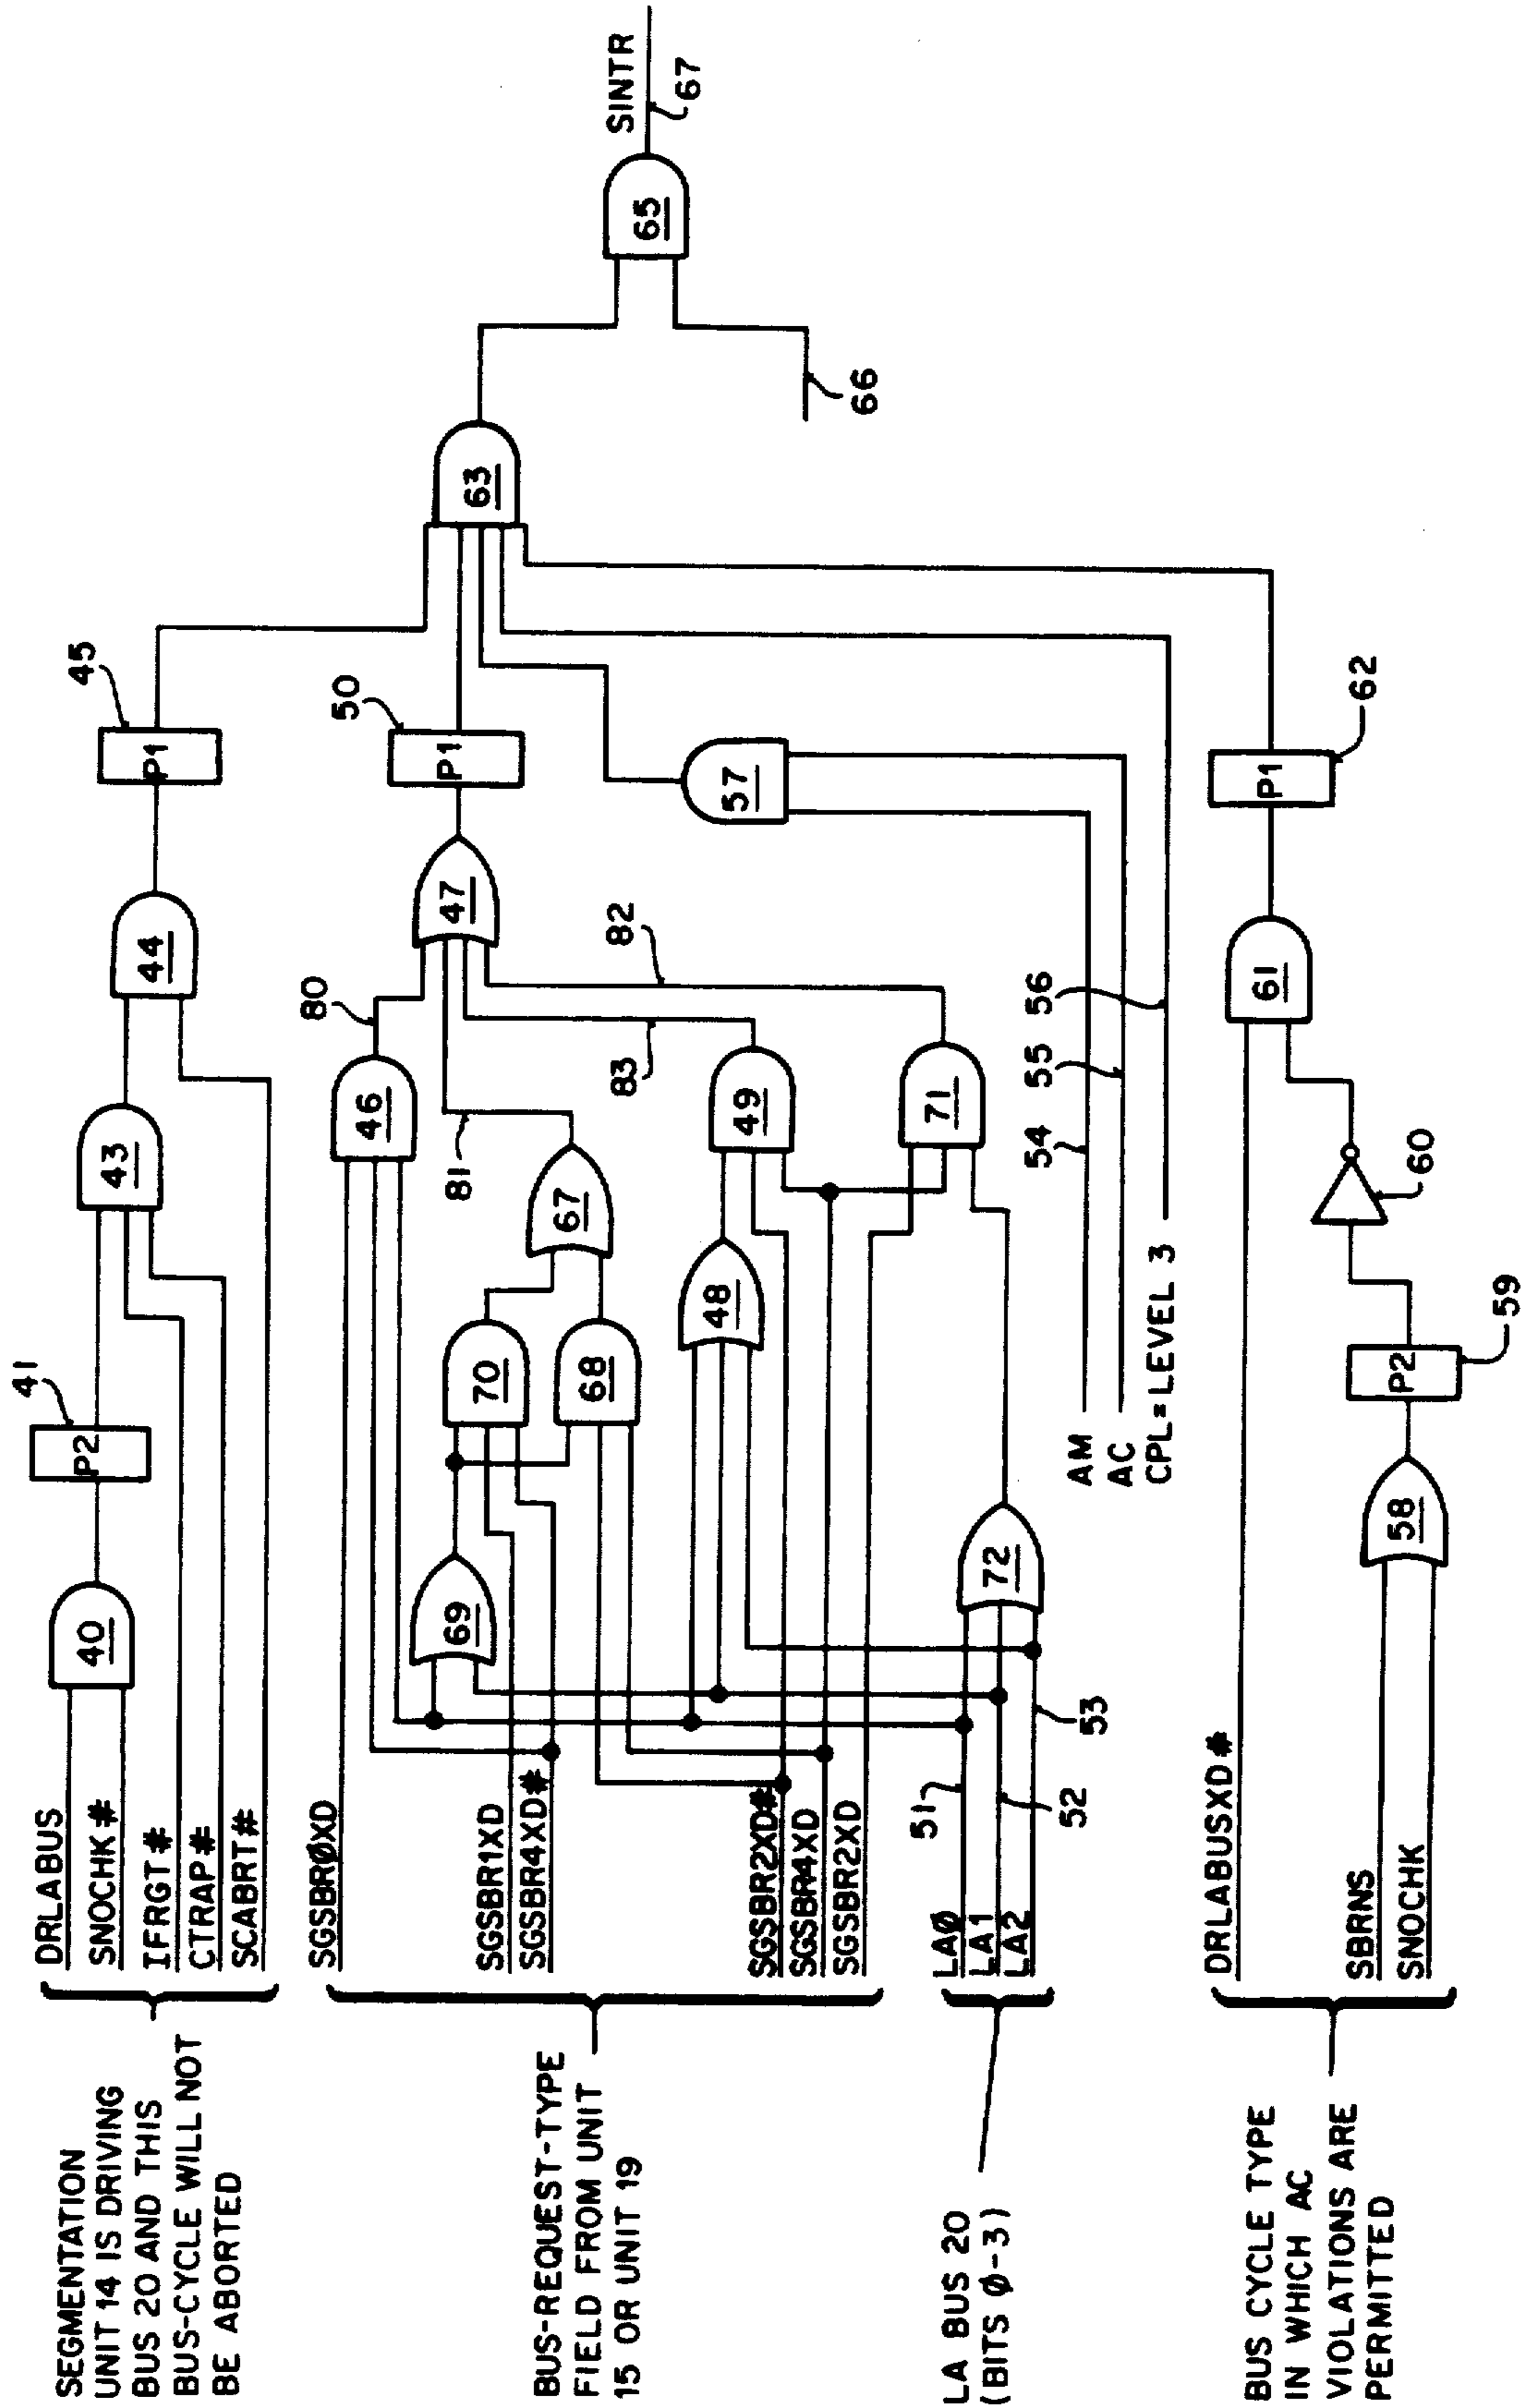 SEGMENTATION
UNIT 14 IS DRIVING
BUS 20 AND THIS
BUS-CYCLE WILL NOT
BE ABORTED
DRLABUS
SNOCHK#
IFRGT#
CTRAP#
SCABRT#
40
41
P2
43
44
45
P1
BUS-REQUEST-TYPE
FIELD FROM UNIT
15 OR UNIT 19
SGSBRØXD
SGSBR1XD
SGSBR4XD#
SGSBR2XD#
SGSBR4XD
SGSBR2XD
69
70
68
67
46
80
81
48
49
83
71
82
47
50
P1
LA BUS 20
(BITS Ø-3)
LAØ
LA1
LA2
51
52
53
72
AM
AC
CPL=LEVEL 3
54
55
56
57
BUS CYCLE TYPE
IN WHICH AC
VIOLATIONS ARE
PERMITTED
DRLABUSXD#
SBRNS
SNOCHK
58
P2
59
60
61
P1
62
63
65
66
SINTR
67